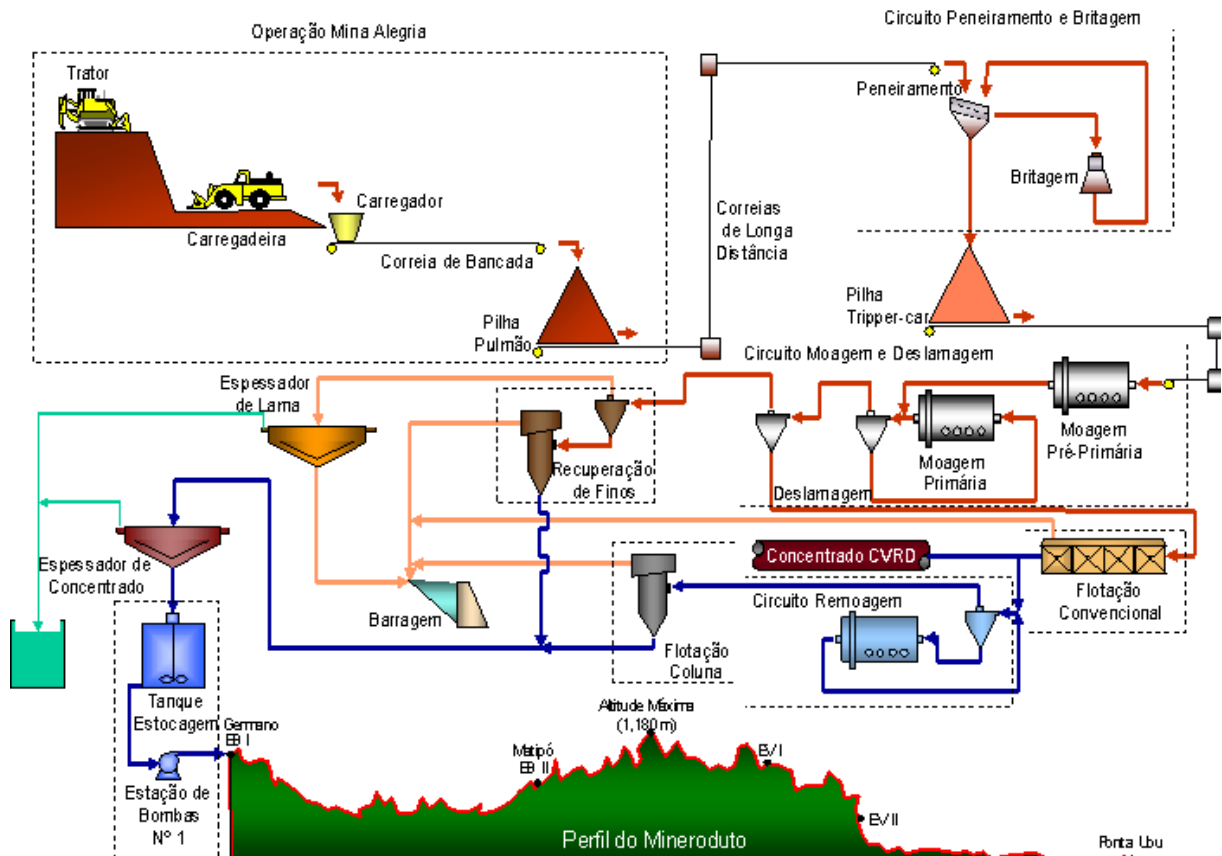 Circuito Peneiramento e Britagem
Operação Mina Alegria
Trator
Peneiramento
Britagem
Carregador
Carregadeira
Correia de Bancada
Correias
de Longa
Distância
Pilha
Pulmão
Pilha
Tripper-car
Circuito Moagem e Deslamagem
Espessador
de Lama
Moagem
Pré-Primária
Moagem
Primária
Recuperação
de Finos
Deslamagem
Espessador de
Concentrado
Concentrado CVRD
Flotação
Convencional
Circuito Remoagem
Barragem
Flotação
Coluna
Tanque
Estocagem
Germano
EB I
Altitude Máxima
(1,180 m)
Matipó
EB II
EV I
EV II
Estação de
Bombas
Nº 1
Perfil do Mineroduto
Ponta Ubu